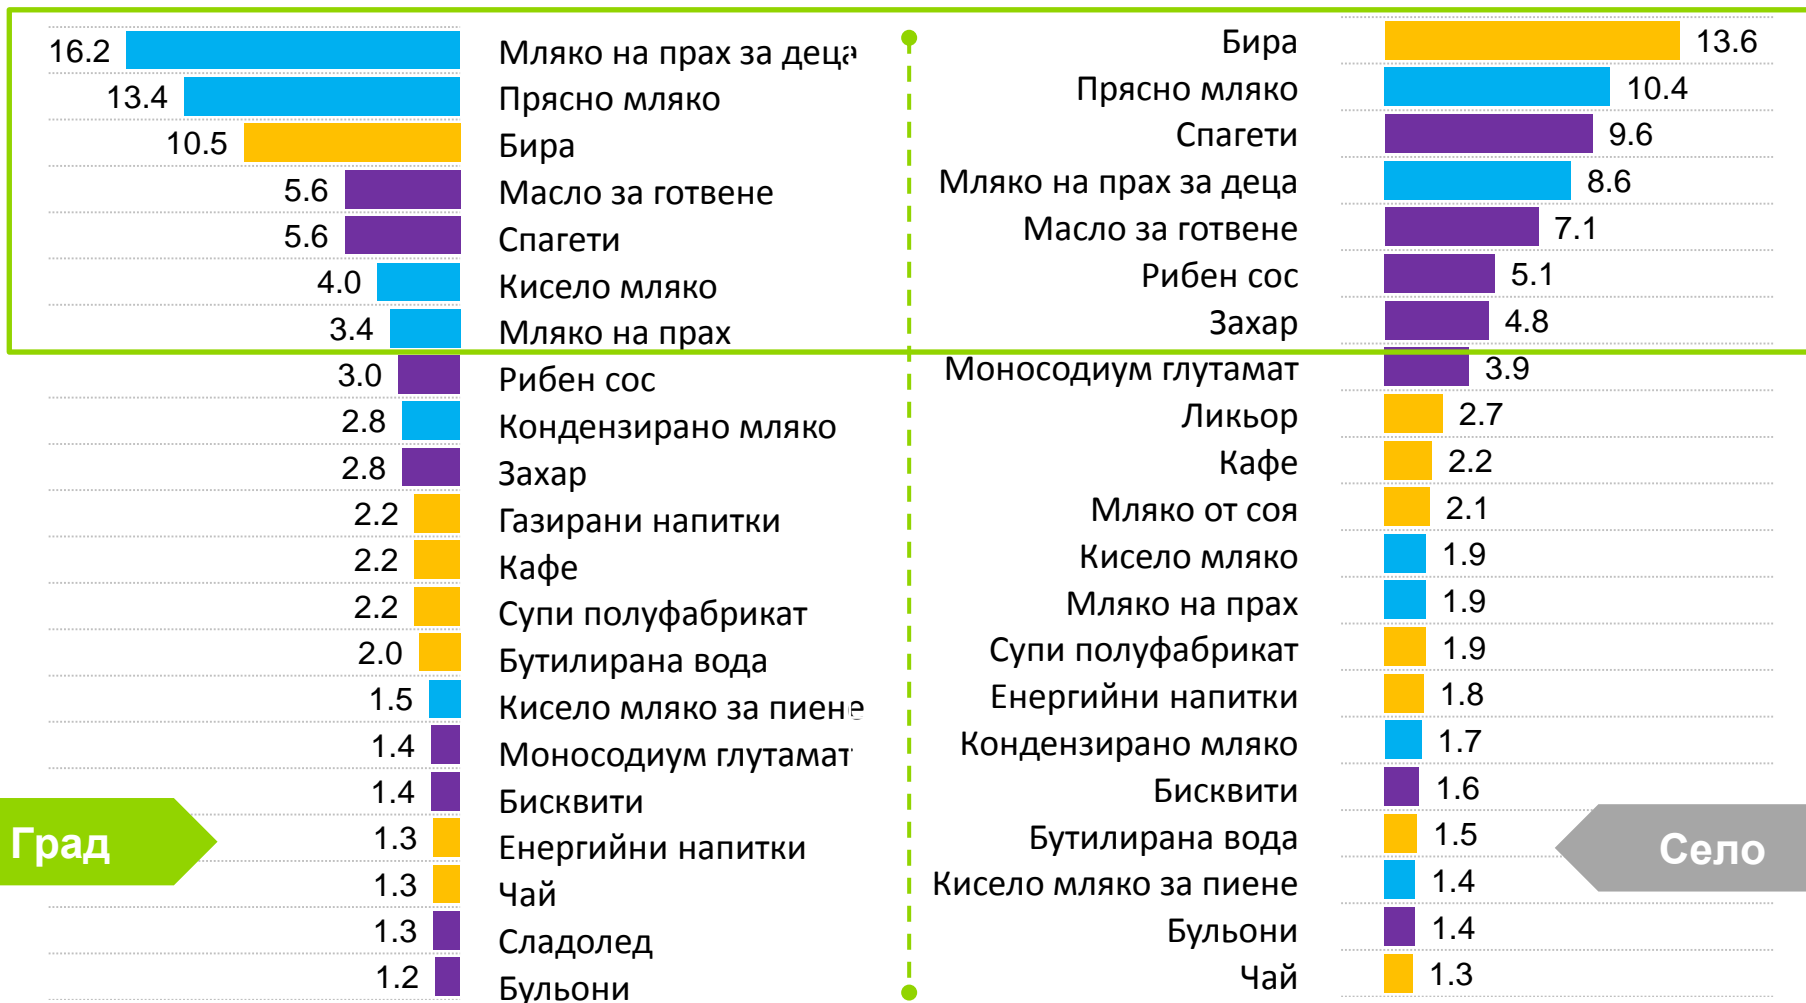 16.2 Мляко на прах за деца
13.4 Прясно мляко
10.5 Бира
5.6 Масло за готвене
5.6 Спагети
4.0 Кисело мляко
3.4 Мляко на прах
3.0 Рибен сос
2.8 Кондензирано мляко
2.8 Захар
2.2 Газирани напитки
2.2 Кафе
2.2 Супи полуфабрикат
2.0 Бутилирана вода
1.5 Кисело мляко за пиене
1.4 Моносодиум глутамат
1.4 Бисквити
1.3 Енергийни напитки
1.3 Чай
1.3 Сладолед
1.2 Бульони
Град
Бира 13.6
Прясно мляко 10.4
Спагети 9.6
Мляко на прах за деца 8.6
Масло за готвене 7.1
Рибен сос 5.1
Захар 4.8
Моносодиум глутамат 3.9
Ликьор 2.7
Кафе 2.2
Мляко от соя 2.1
Кисело мляко 1.9
Мляко на прах 1.9
Супи полуфабрикат 1.9
Енергийни напитки 1.8
Кондензирано мляко 1.7
Бисквити 1.6
Бутилирана вода 1.5
Кисело мляко за пиене 1.4
Бульони 1.4
Чай 1.3
Село